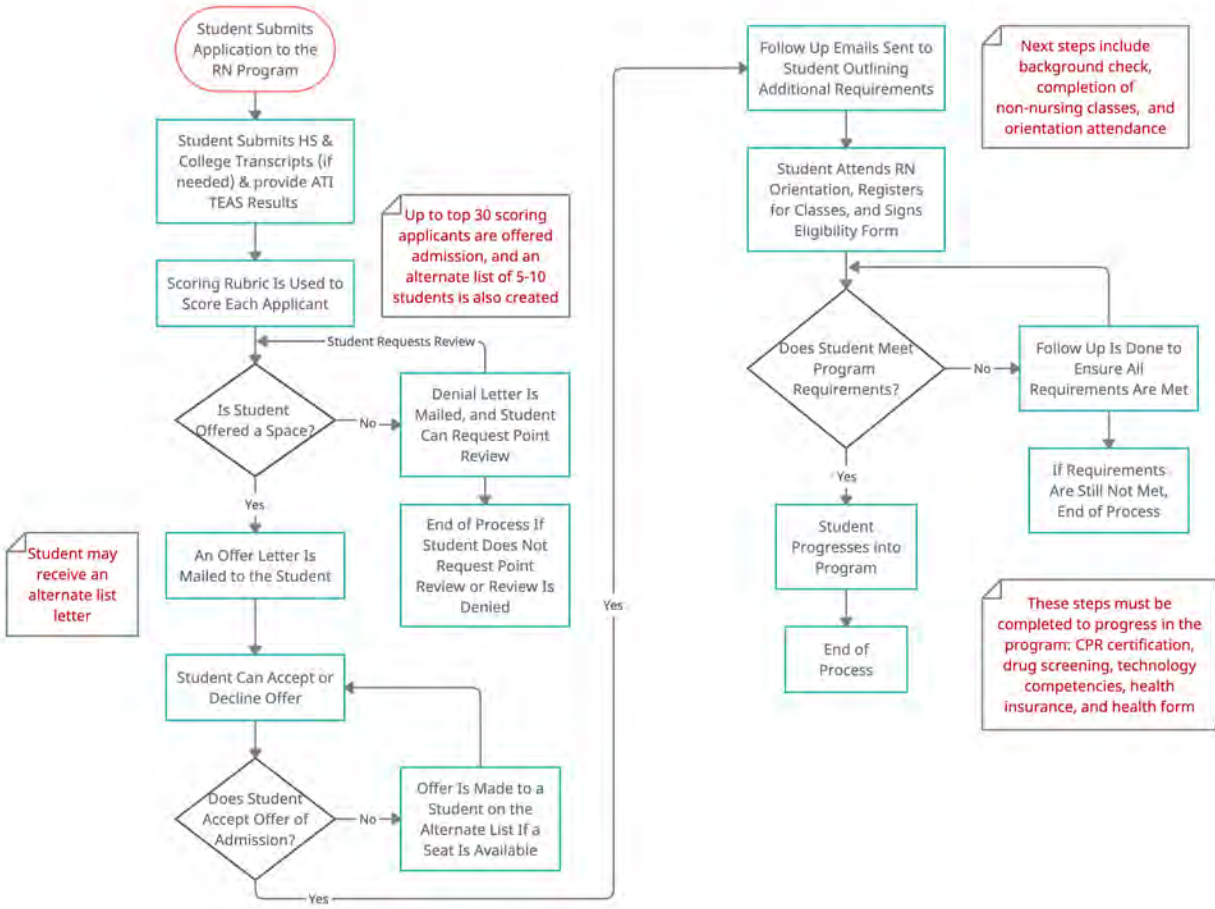 Student Submits
Application to the
RN Program
Student Submits HS &
College Transcripts (if
needed) & provide ATI
TEAS Results
Up to top 30 scoring
applicants are offered
admission, and an
alternate list of 5-10
students is also created
Scoring Rubric Is Used to
Score Each Applicant
Student Requests Review
Is Student
Offered a Space?
No
Denial Letter Is
Mailed, and Student
Can Request Point
Review
Yes
End of Process If
Student Does Not
Request Point
Review or Review Is
Denied
Student may
receive an
alternate list
letter
An Offer Letter Is
Mailed to the Student
Student Can Accept or
Decline Offer
Does Student
Accept Offer of
Admission?
No
Offer Is Made to a
Student on the
Alternate List If a
Seat Is Available
Yes
Yes
Follow Up Emails Sent to
Student Outlining
Additional Requirements
Next steps include
background check,
completion of
non-nursing classes, and
orientation attendance
Student Attends RN
Orientation, Registers
for Classes, and Signs
Eligibility Form
Does Student Meet
Program
Requirements?
No
Follow Up Is Done to
Ensure All
Requirements Are Met
Yes
If Requirements
Are Still Not Met,
End of Process
Student
Progresses into
Program
End of
Process
These steps must be
completed to progress in the
program: CPR certification,
drug screening, technology
competencies, health
insurance, and health form